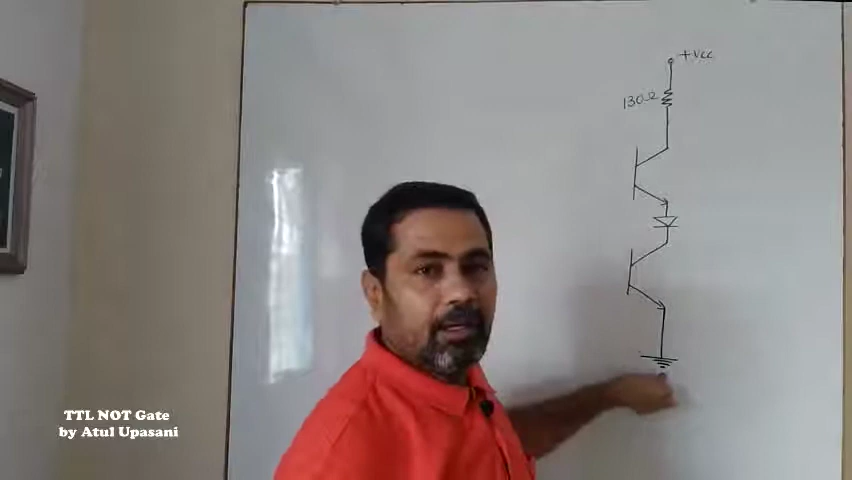 +Vcc
130Ω
TTL NOT Gate
by Atul Upasani